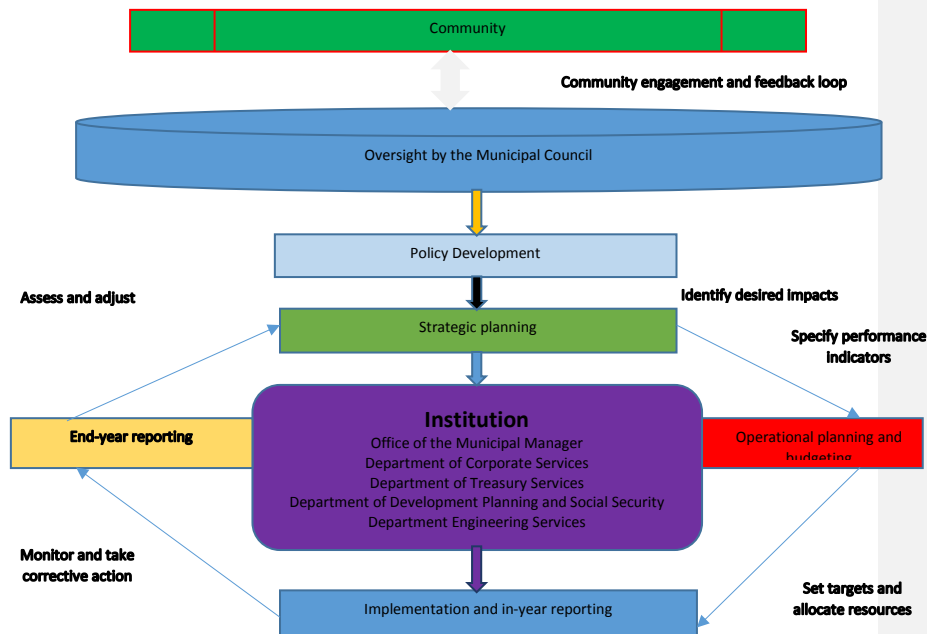 Community
Community engagement and feedback loop
Oversight by the Municipal Council
Policy Development
Assess and adjust
Identify desired impacts
Strategic planning
Specify performance
indicators
Institution
Office of the Municipal Manager
Department of Corporate Services
Department of Treasury Services
Department of Development Planning and Social Security
Department Engineering Services
End-year reporting
Operational planning and
budgeting
Monitor and take
corrective action
Set targets and
allocate resources
Implementation and in-year reporting